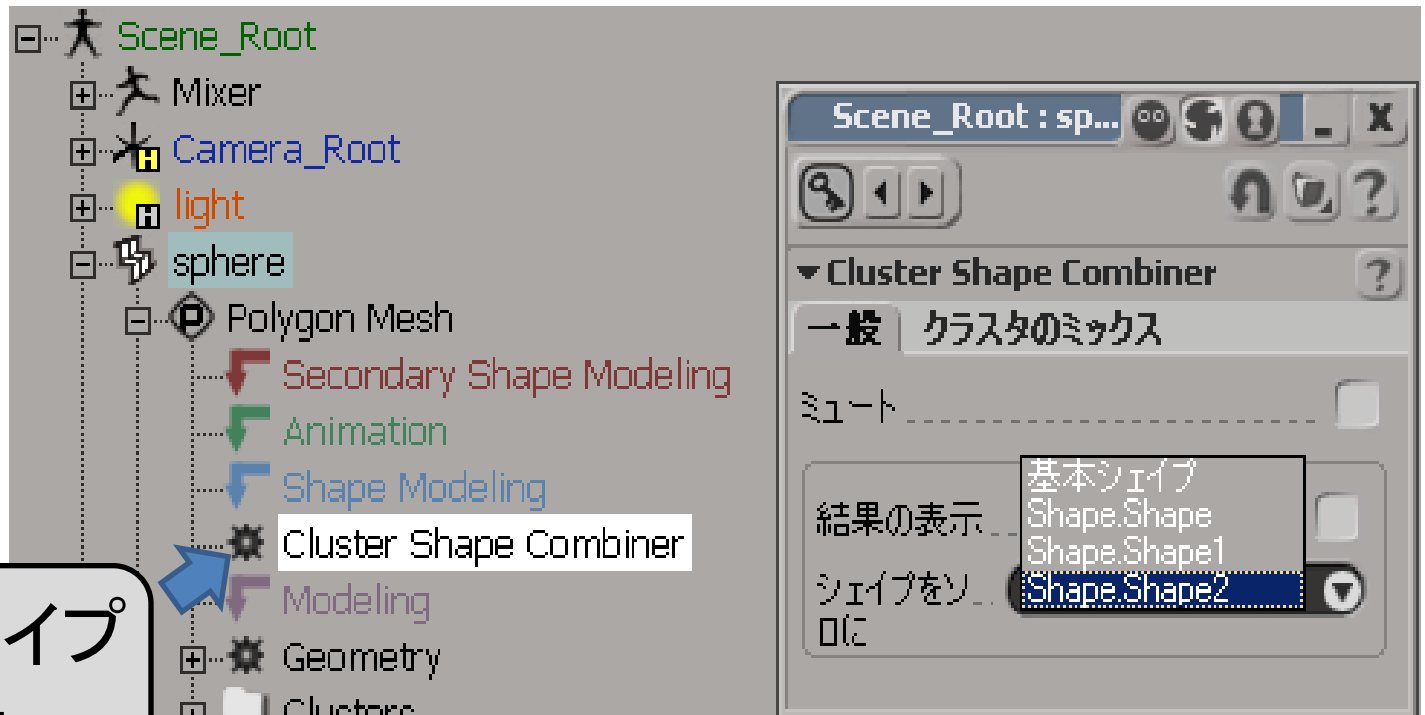 Scene_Root
Mixer
Camera_Root
H
light
H
sphere
P
Polygon Mesh
Secondary Shape Modeling
Animation
Shape Modeling
Cluster Shape Combiner
Modeling
Geometry
Clusters
イプ
Scene_Root : sp...
x
?
Cluster Shape Combiner
?
一般
クラスタのミックス
ミュート
結果の表示
シェイプをソ
ロに
基本シェイプ
Shape.Shape
Shape.Shape1
Shape.Shape2